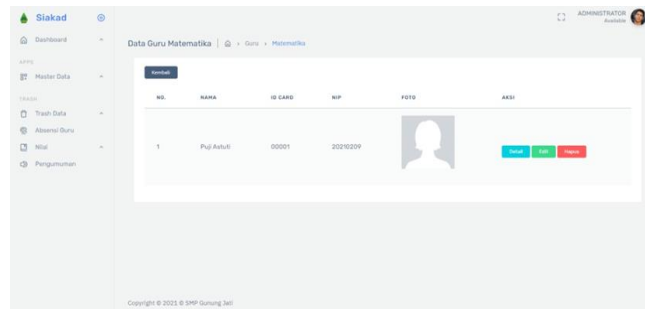 Siakad
ADMINISTRATOR
Available
Dashboard
Data Guru Matematika | > Guru > Matematika
APPS
Master Data
Kembali
NO. NAMA ID CARD NIP FOTO AKSI
TRASH
Trash Data
Absensi Guru
1 Puji Astuti 00001 20210209 Detail Edit Hapus
Nilai
Pengumuman
Copyright © 2021 © SMP Gunung Jati